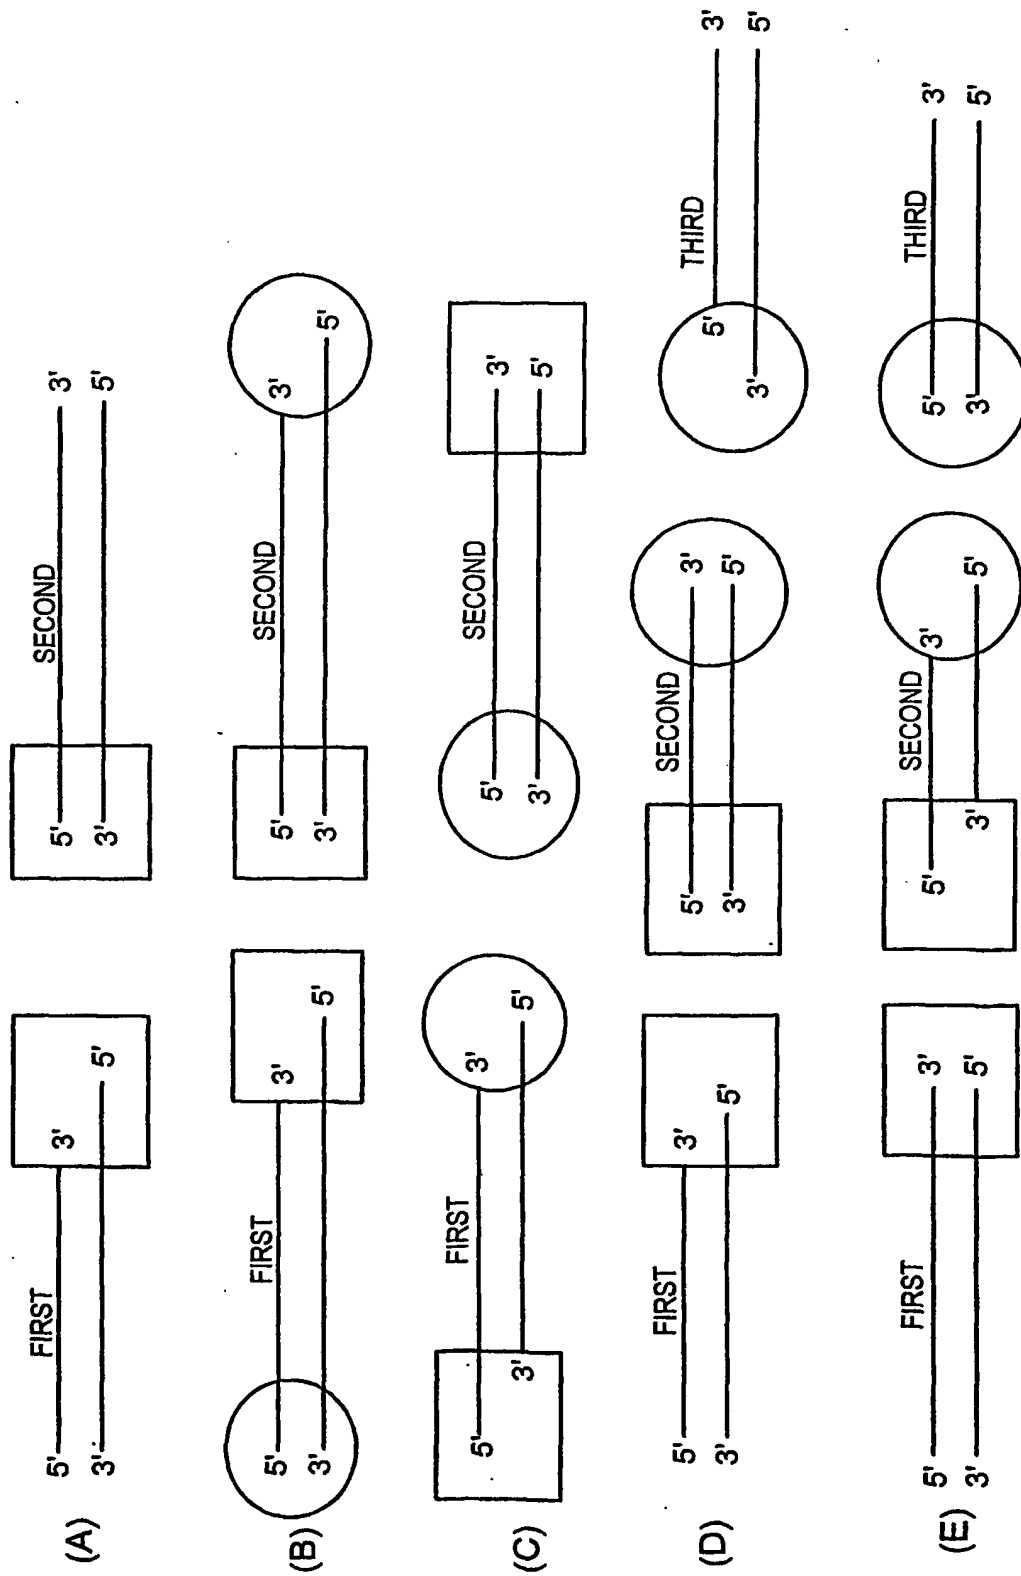 (A)
FIRST SECOND
5' 3' 5' 3'
3' 5' 3' 5'
(B)
FIRST SECOND
5' 3' 5' 3'
3' 5' 3' 5'
(C)
FIRST SECOND
5' 3' 5' 3'
3' 5' 3' 5'
(D)
FIRST SECOND THIRD
5' 3' 5' 3' 5' 3'
3' 5' 3' 5' 3' 5'
(E)
FIRST SECOND THIRD
5' 3' 5' 3' 5' 3'
3' 5' 3' 5' 3' 5'